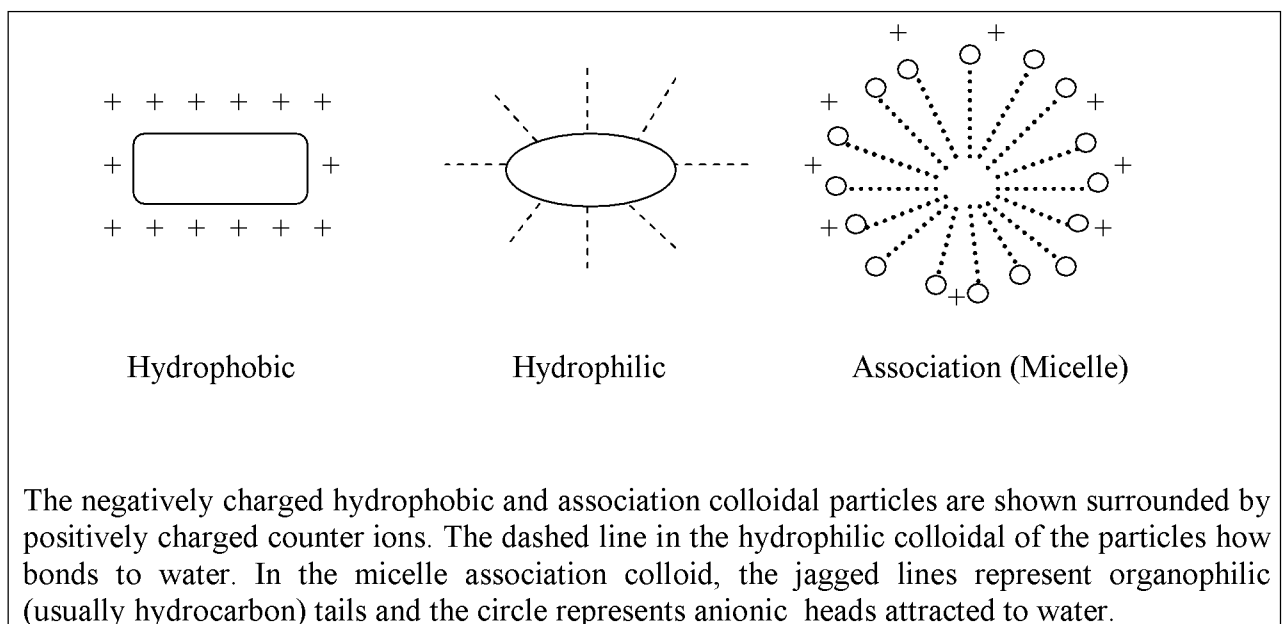 + + + + + +
+ +
+ + + + + +
+ +
+ +
+ +
+ +
+
Hydrophobic Hydrophilic Association (Micelle)
The negatively charged hydrophobic and association colloidal particles are shown surrounded by
positively charged counter ions. The dashed line in the hydrophilic colloidal of the particles how
bonds to water. In the micelle association colloid, the jagged lines represent organophilic
(usually hydrocarbon) tails and the circle represents anionic heads attracted to water.